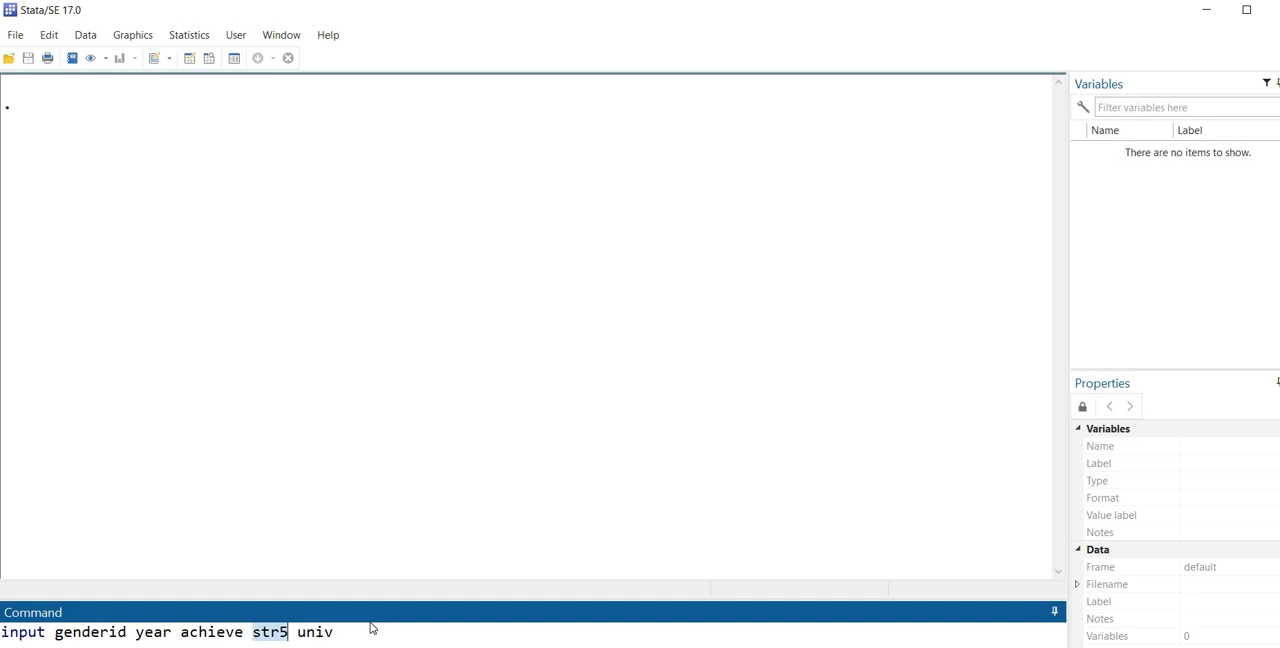 Stata/SE 17.0
File Edit Data Graphics Statistics User Window Help
Variables
Filter variables here
Name Label
There are no items to show.
Properties
Variables
Name
Label
Type
Format
Value label
Notes
Data
Frame default
Filename
Label
Notes
Variables 0
Command
input genderid year achieve str5 univ